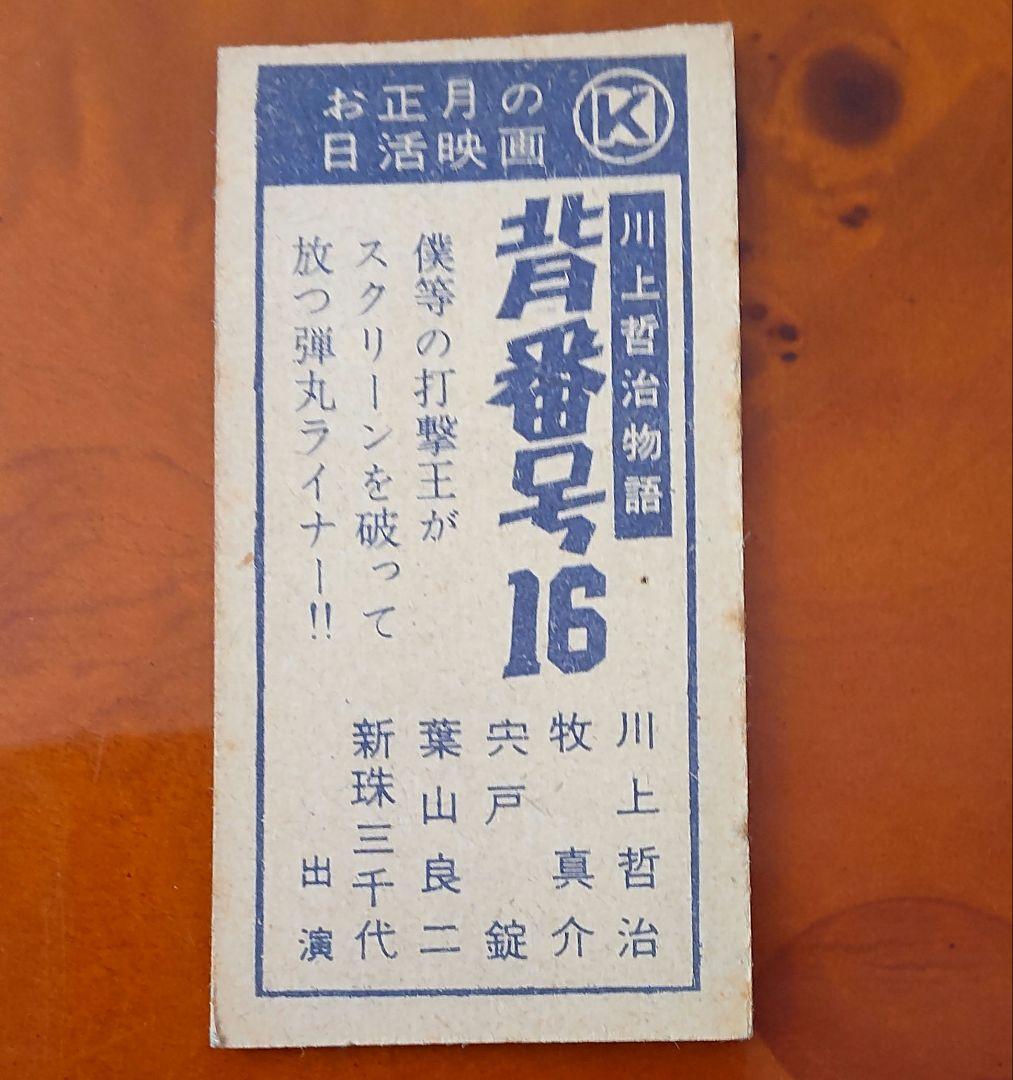 お正月の
日活映画
K
川上哲治物語
背番号16
僕等の打撃王が
スクリーンを破って
放つ弾丸ライナー!!
川上哲治
牧真介
宍戸錠
葉山良二
新珠三千代
出演